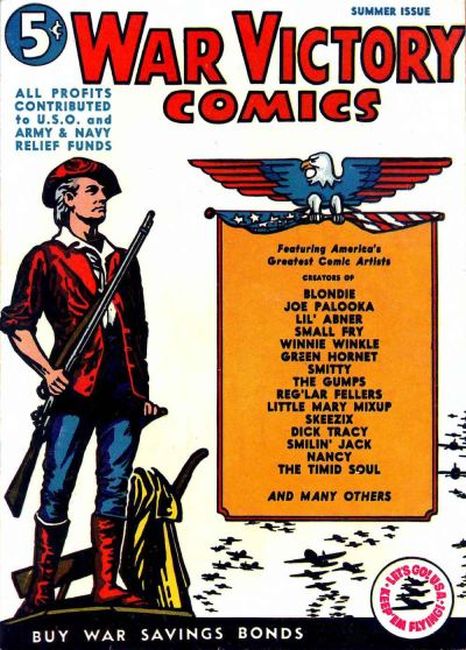 5¢
SUMMER ISSUE
WAR VICTORY
COMICS
ALL PROFITS
CONTRIBUTED
to U.S.O. and
ARMY & NAVY
RELIEF FUNDS
Featuring America's
Greatest Comic Artists
CREATORS OF
BLONDIE
JOE PALOOKA
LIL' ABNER
SMALL FRY
WINNIE WINKLE
GREEN HORNET
SMITTY
THE GUMPS
REG'LAR FELLERS
LITTLE MARY MIXUP
SKEEZIX
DICK TRACY
SMILIN' JACK
NANCY
THE TIMID SOUL
AND MANY OTHERS
LET'S GO! U.S.A.
KEEP 'EM FLYING!
BUY WAR SAVINGS BONDS